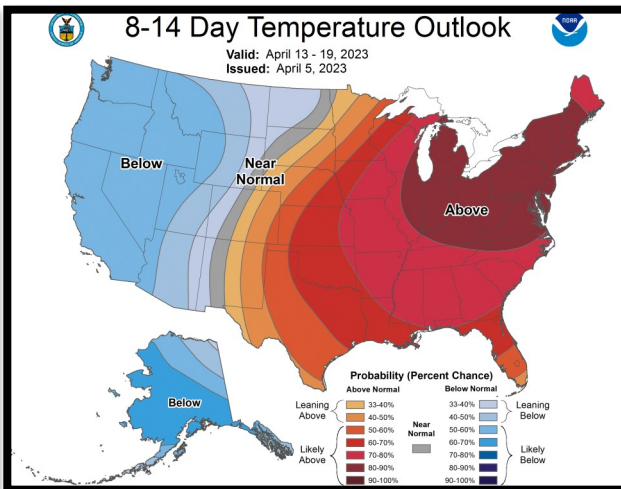 8-14 Day Temperature Outlook
NOAA
Valid: April 13 - 19, 2023
Issued: April 5, 2023
Below
Near
Normal
Above
Below
Probability (Percent Chance)
Above Normal
Below Normal
Leaning
Above
33-40%
40-50%
Likely
Above
50-60%
60-70%
70-80%
80-90%
90-100%
Near
Normal
33-40%
40-50%
Leaning
Below
50-60%
60-70%
70-80%
80-90%
90-100%
Likely
Below